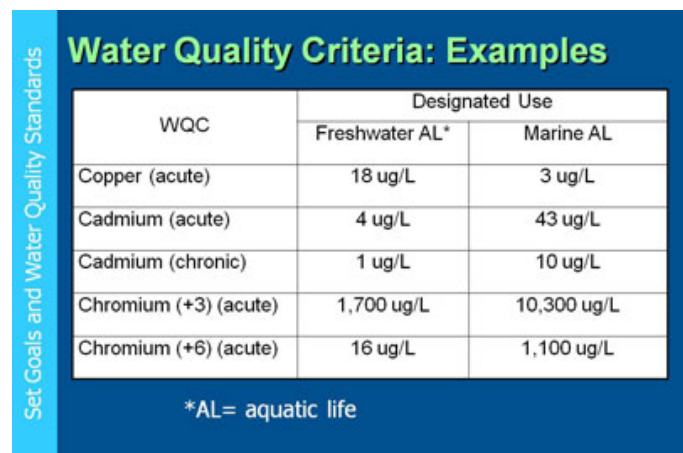 Set Goals and Water Quality Standards
Water Quality Criteria: Examples
WQC
Designated Use
Freshwater AL*
Marine AL
Copper (acute)
18 ug/L
3 ug/L
Cadmium (acute)
4 ug/L
43 ug/L
Cadmium (chronic)
1 ug/L
10 ug/L
Chromium (+3) (acute)
1,700 ug/L
10,300 ug/L
Chromium (+6) (acute)
16 ug/L
1,100 ug/L
*AL= aquatic life